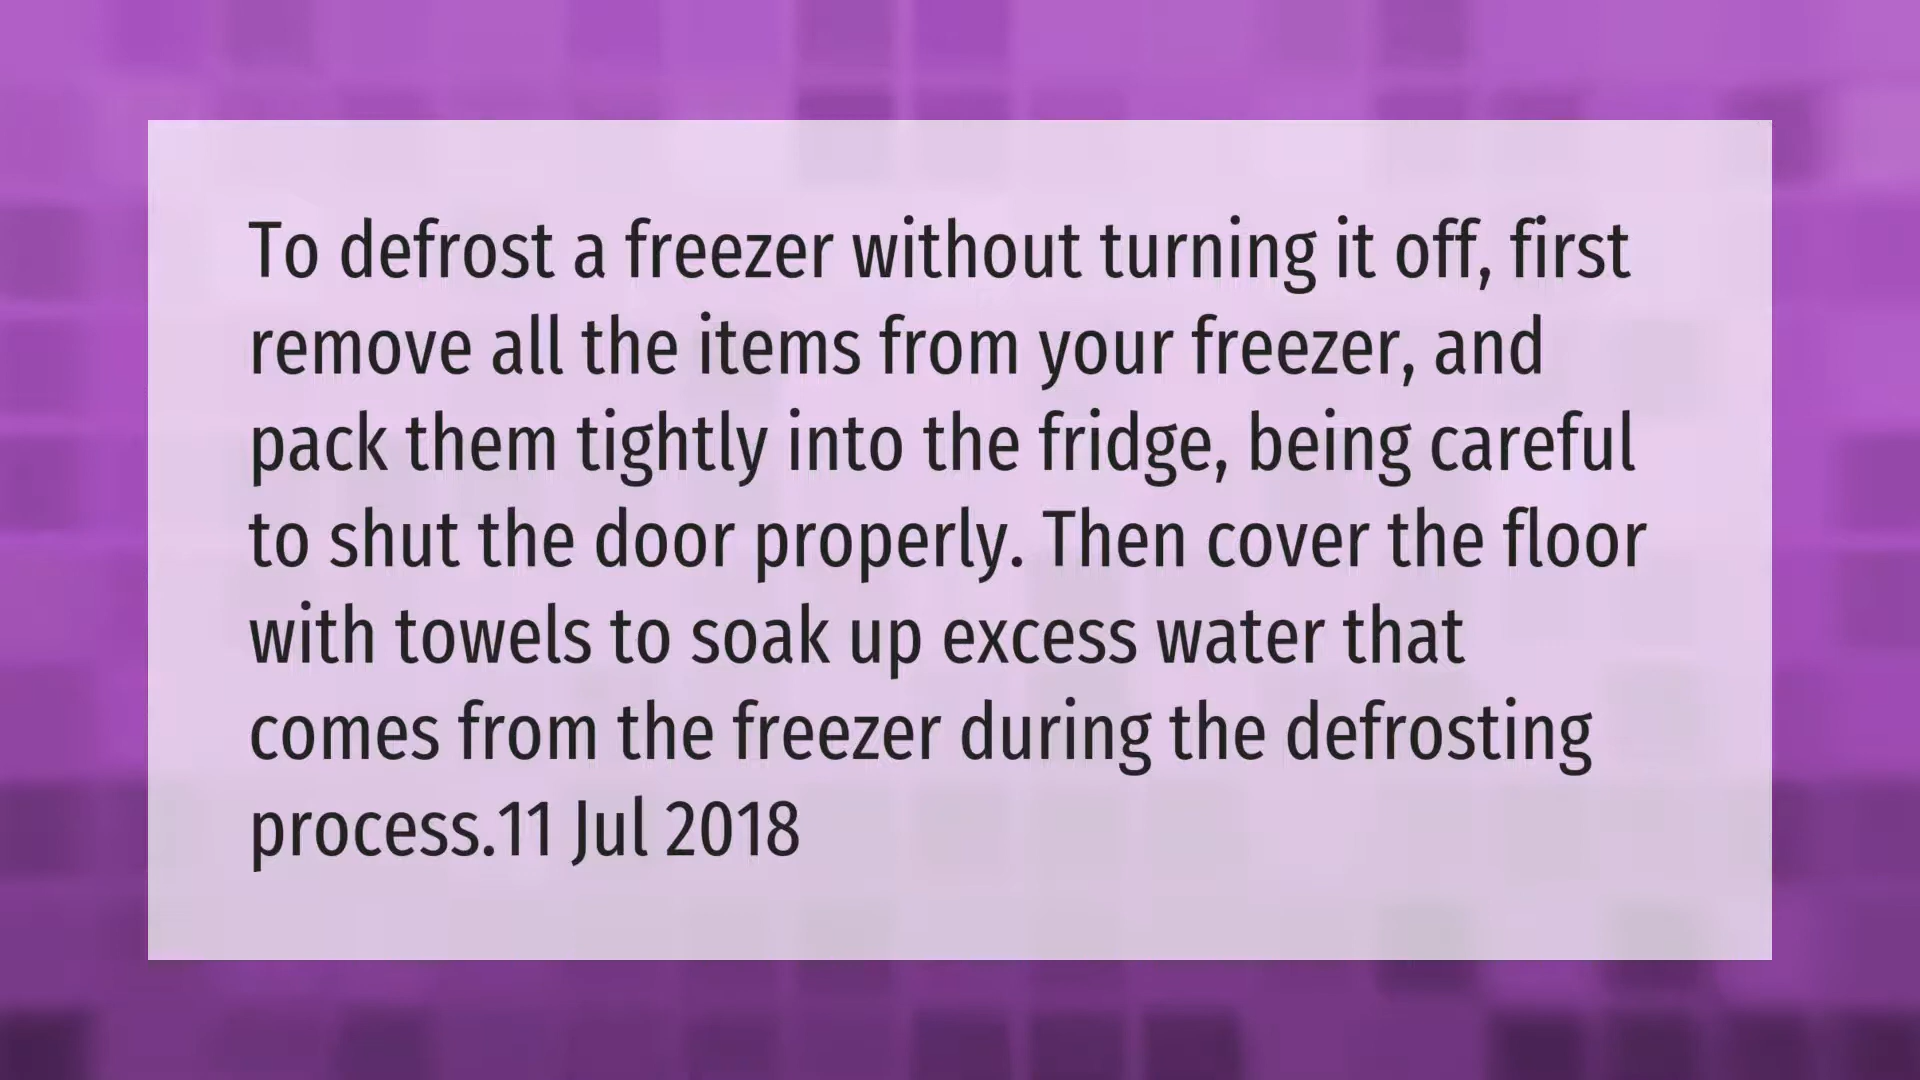 To defrost a freezer without turning it off, first
remove all the items from your freezer, and
pack them tightly into the fridge, being careful
to shut the door properly. Then cover the floor
with towels to soak up excess water that
comes from the freezer during the defrosting
process.11 Jul 2018